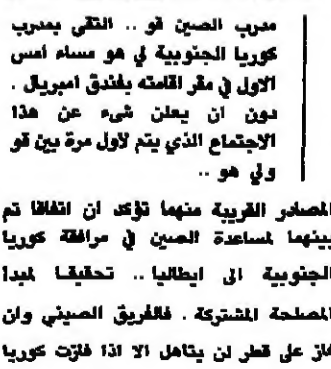 مدرب الصين قو .. التقى بمدرب
كوريا الجنوبية لي هو مساء امس
الاول في مقر اقامته بفندق امبريال .
دون ان يعلن شيء عن هذا
الاجتماع الذي يتم لاول مرة بين قو
ولي هو ..
المصادر القريبة منهما تؤكد ان اتفاقا تم
بينهما لمساعدة الصين في مرافقة كوريا
الجنوبية الى ايطاليا .. تحقيقا لمبدا
المصلحة المشتركة . فالفريق الصيني وان
فاز على قطر لن يتاهل الا اذا فازت كوريا